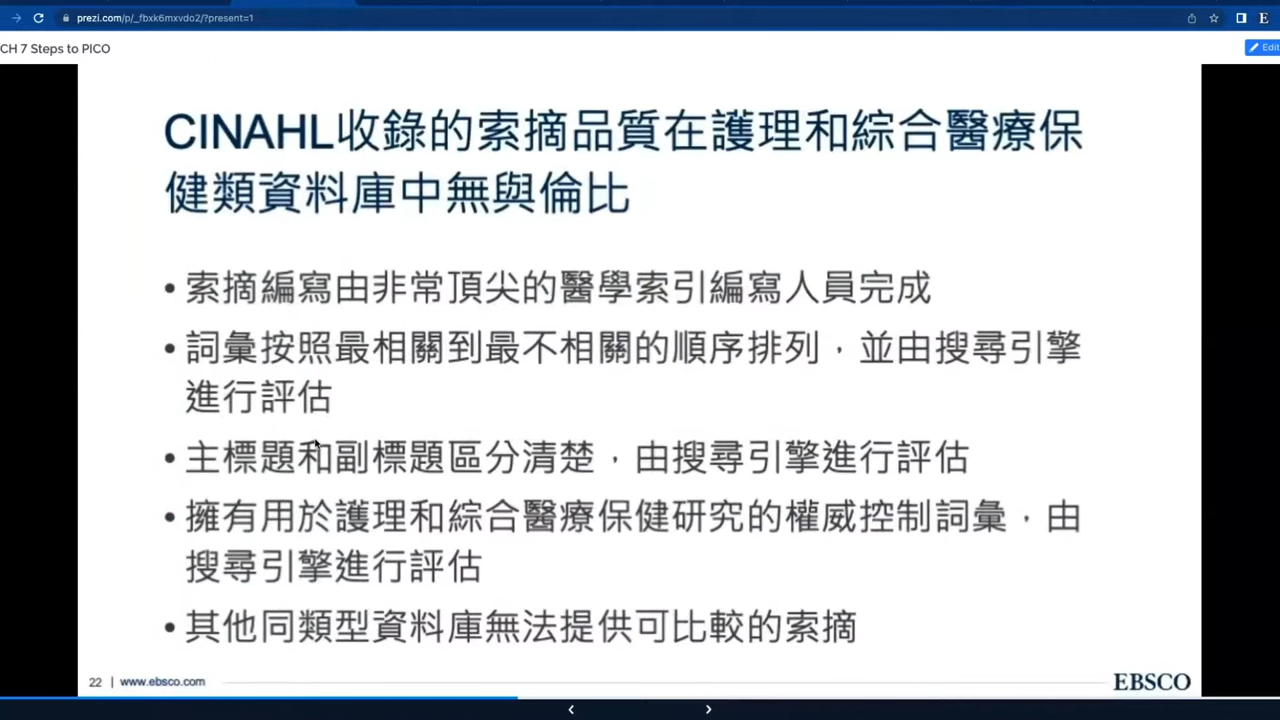 prezi.com/p/_fbxk6mxvdo2/?present=1
E
CH 7 Steps to PICO
Edit
CINAHL收錄的索摘品質在護理和綜合醫療保
健類資料庫中無與倫比
• 索摘編寫由非常頂尖的醫學索引編寫人員完成
• 詞彙按照最相關到最不相關的順序排列，並由搜尋引擎
進行評估
• 主標題和副標題區分清楚，由搜尋引擎進行評估
• 擁有用於護理和綜合醫療保健研究的權威控制詞彙，由
搜尋引擎進行評估
• 其他同類型資料庫無法提供可比較的索摘
22 | www.ebsco.com
EBSCO